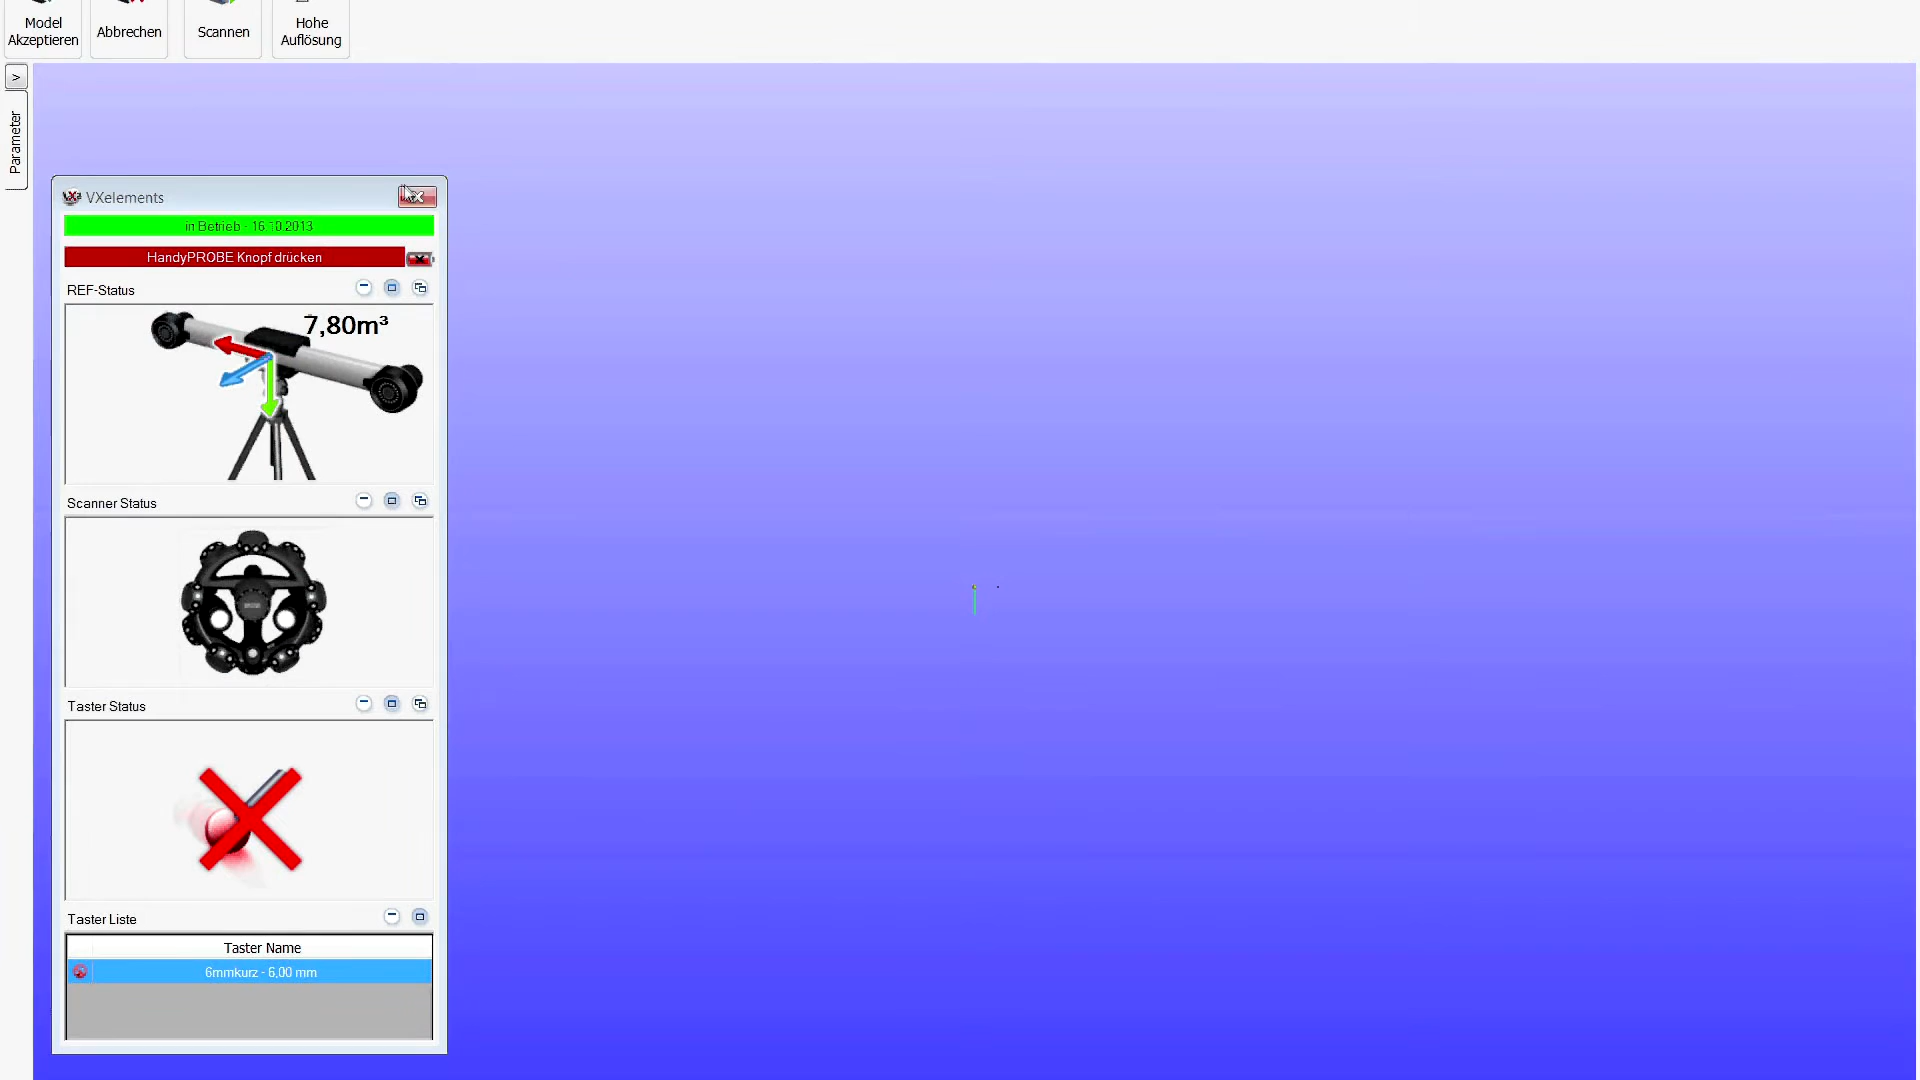 Model
Akzeptieren
Abbrechen
Scannen
Hohe
Auflösung
>
Parameter
VXelements
in Betrieb - 16.10.2013
HandyPROBE Knopf drücken
REF-Status
7,80m³
Scanner Status
Taster Status
Taster Liste
Taster Name
6mmkurz - 6,00 mm